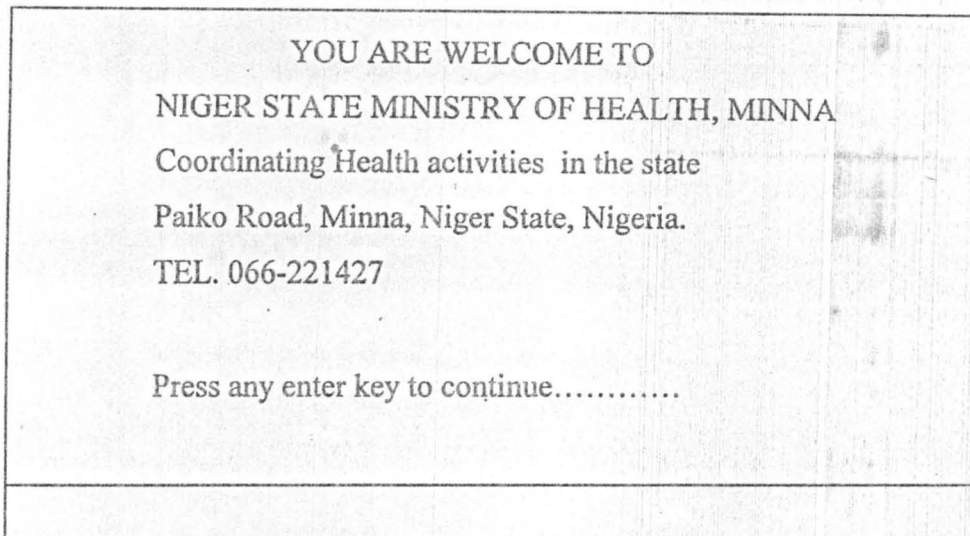 YOU ARE WELCOME TO
NIGER STATE MINISTRY OF HEALTH, MINNA
Coordinating Health activities in the state
Paiko Road, Minna, Niger State, Nigeria.
TEL. 066-221427
Press any enter key to continue............